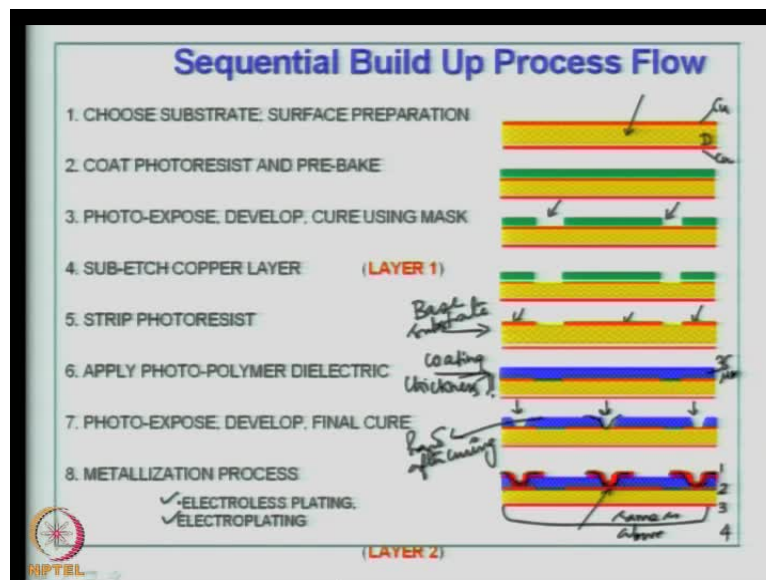 Sequential Build Up Process Flow
1. CHOOSE SUBSTRATE; SURFACE PREPARATION
Cu
D
Cu
2. COAT PHOTORESIST AND PRE-BAKE
3. PHOTO-EXPOSE, DEVELOP, CURE USING MASK
4. SUB-ETCH COPPER LAYER (LAYER 1)
5. STRIP PHOTORESIST
Base
substrate
6. APPLY PHOTO-POLYMER DIELECTRIC
coating
thickness!
35
μm
7. PHOTO-EXPOSE, DEVELOP, FINAL CURE
after curing
8. METALLIZATION PROCESS
✓•ELECTROLESS PLATING,
✓ELECTROPLATING
1
2
3
4
same as
above
(LAYER 2)
NPTEL